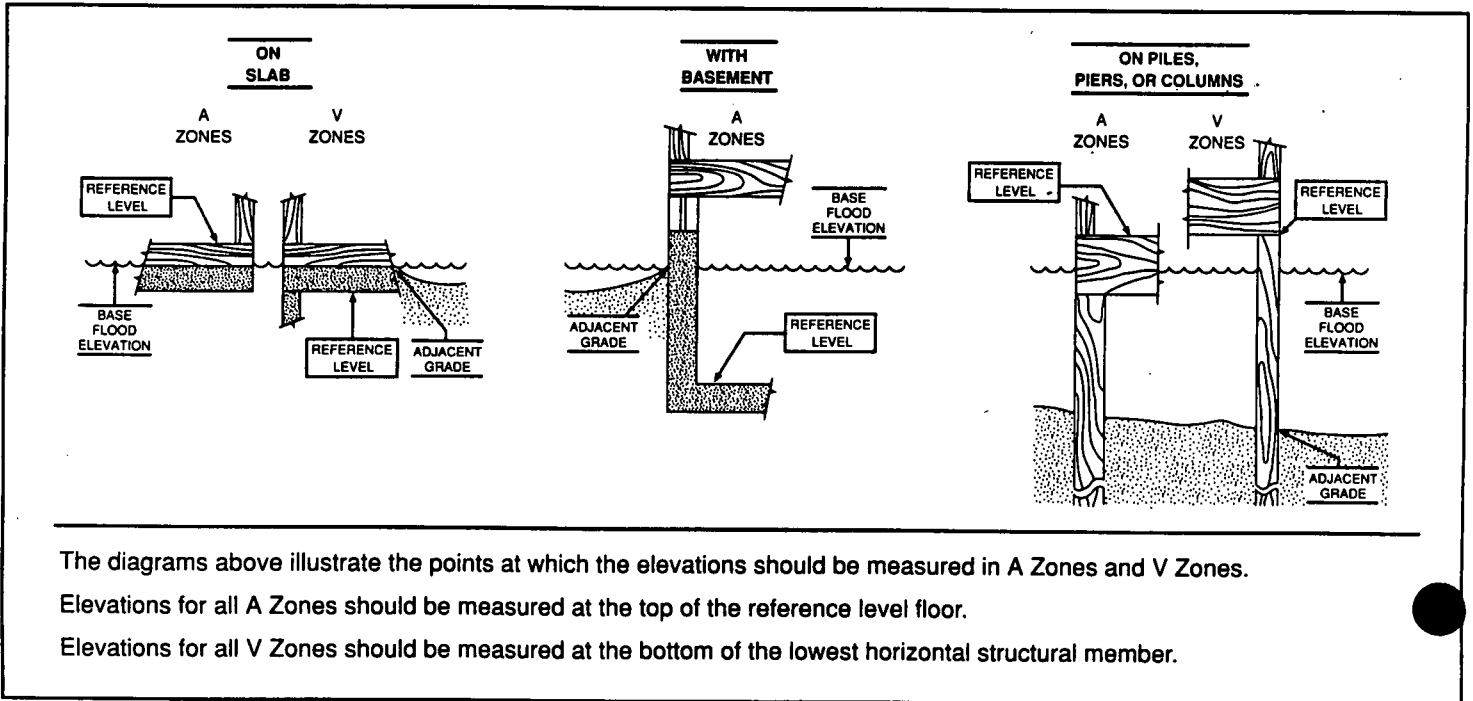 ON
SLAB
A
ZONES
V
ZONES
REFERENCE
LEVEL
BASE
FLOOD
ELEVATION
REFERENCE
LEVEL
ADJACENT
GRADE
WITH
BASEMENT
A
ZONES
BASE
FLOOD
ELEVATION
ADJACENT
GRADE
REFERENCE
LEVEL
ON PILES,
PIERS, OR COLUMNS
A
ZONES
V
ZONES
REFERENCE
LEVEL
REFERENCE
LEVEL
BASE
FLOOD
ELEVATION
ADJACENT
GRADE
The diagrams above illustrate the points at which the elevations should be measured in A Zones and V Zones.
Elevations for all A Zones should be measured at the top of the reference level floor.
Elevations for all V Zones should be measured at the bottom of the lowest horizontal structural member.